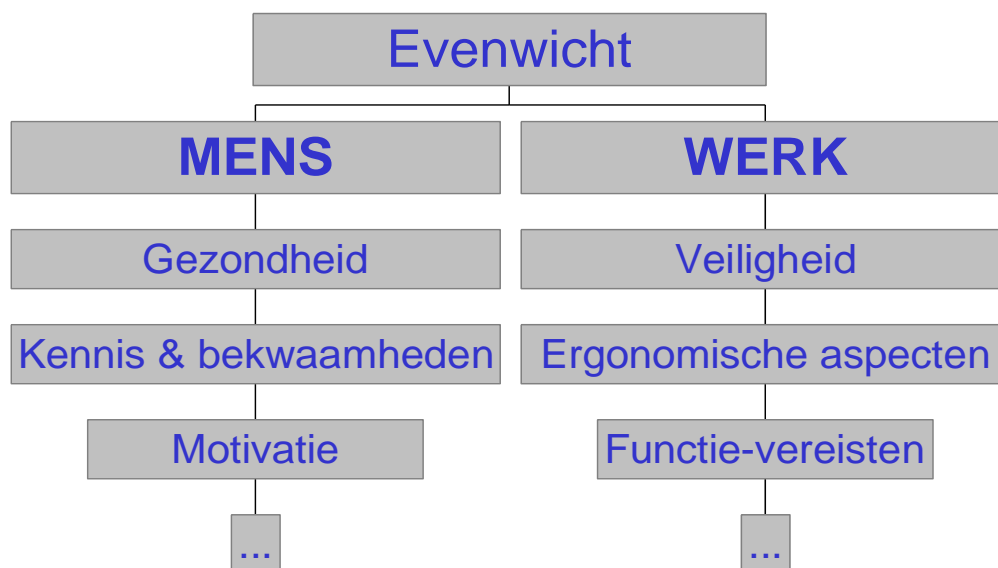 Evenwicht
MENS
WERK
Gezondheid
Veiligheid
Kennis & bekwaamheden
Ergonomische aspecten
Motivatie
Functie-vereisten
...
...